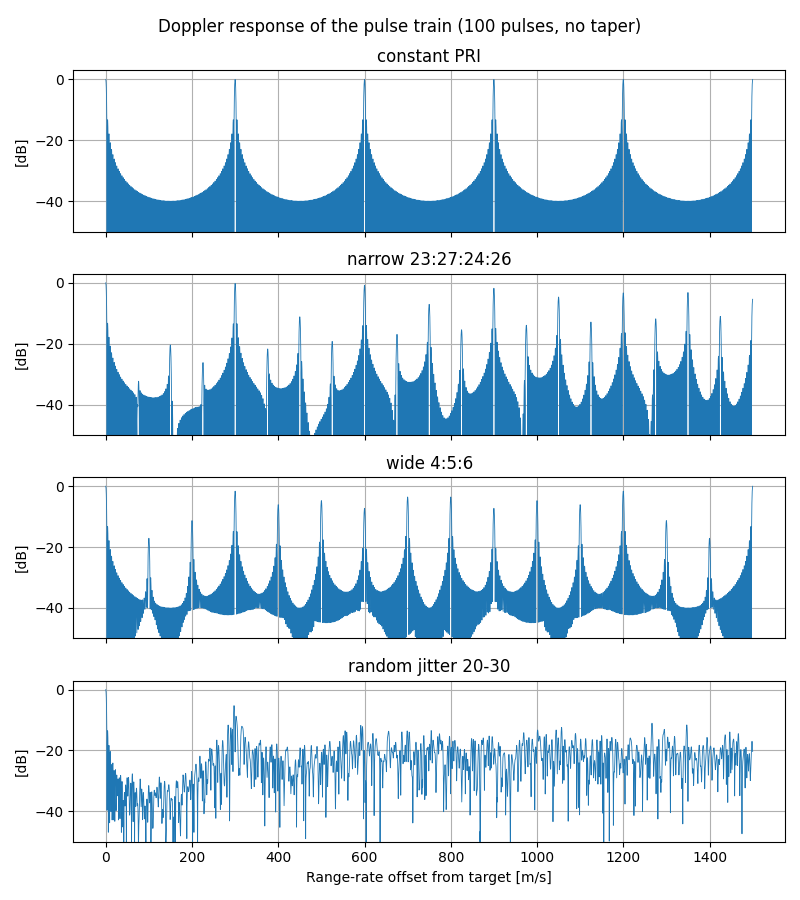 Doppler response of the pulse train (100 pulses, no taper)
constant PRI
0
−20
−40
[dB]
narrow 23:27:24:26
0
−20
−40
[dB]
wide 4:5:6
0
−20
−40
[dB]
random jitter 20-30
0
−20
−40
[dB]
0 200 400 600 800 1000 1200 1400
Range-rate offset from target [m/s]